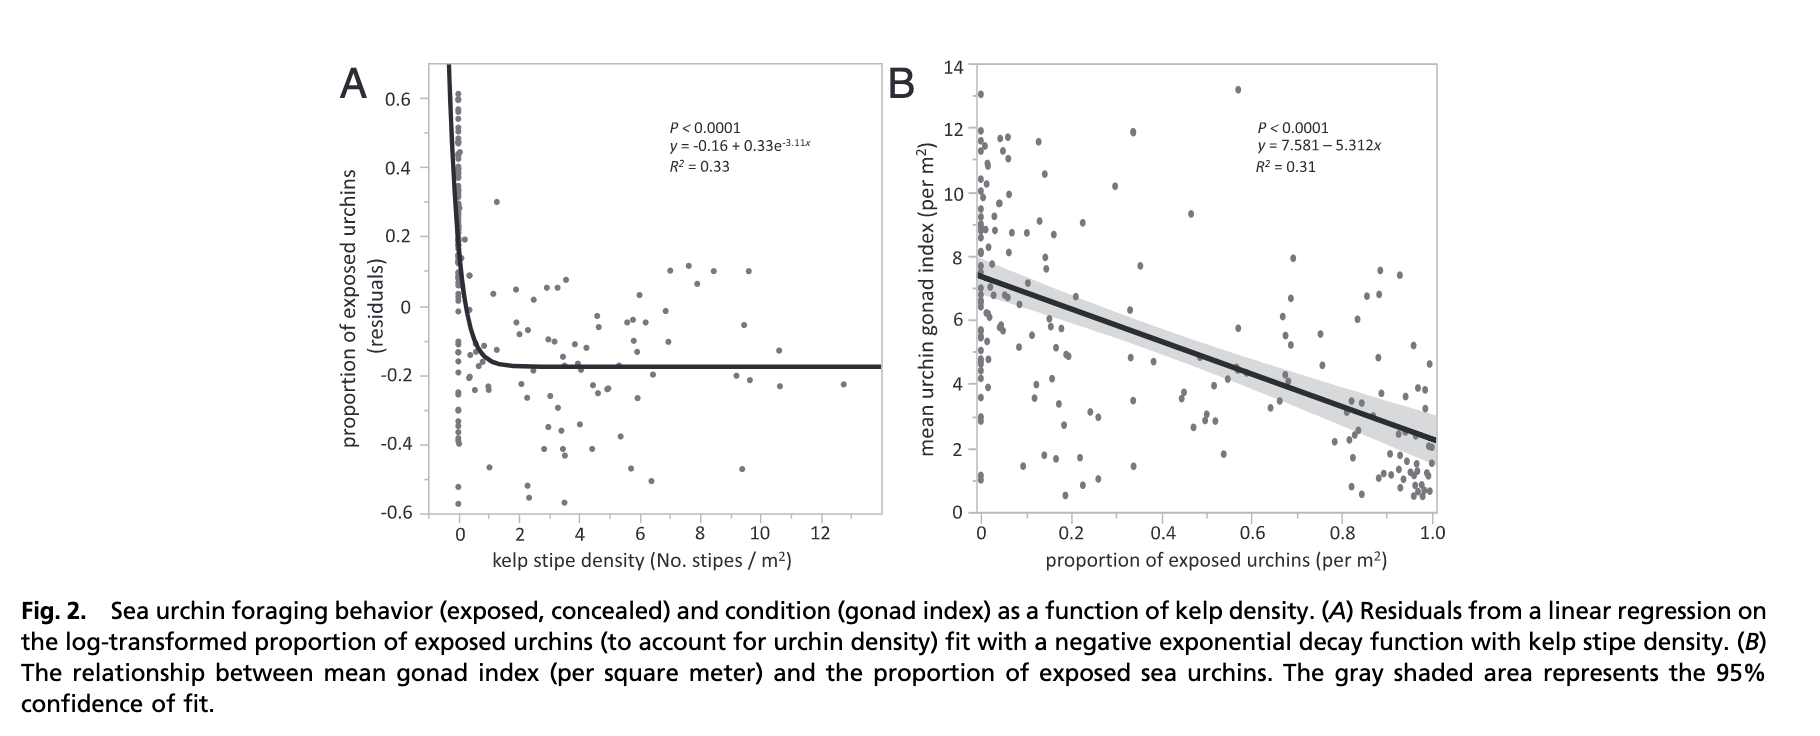 A
proportion of exposed urchins
(residuals)
0.6
0.4
0.2
0
-0.2
-0.4
-0.6
P < 0.0001
y = -0.16 + 0.33e^-3.11x
R² = 0.33
0 2 4 6 8 10 12
kelp stipe density (No. stipes / m²)
B
mean urchin gonad index (per m²)
14
12
10
8
6
4
2
0
P < 0.0001
y = 7.581 – 5.312x
R² = 0.31
0 0.2 0.4 0.6 0.8 1.0
proportion of exposed urchins (per m²)
Fig. 2. Sea urchin foraging behavior (exposed, concealed) and condition (gonad index) as a function of kelp density. (A) Residuals from a linear regression on
the log-transformed proportion of exposed urchins (to account for urchin density) fit with a negative exponential decay function with kelp stipe density. (B)
The relationship between mean gonad index (per square meter) and the proportion of exposed sea urchins. The gray shaded area represents the 95%
confidence of fit.